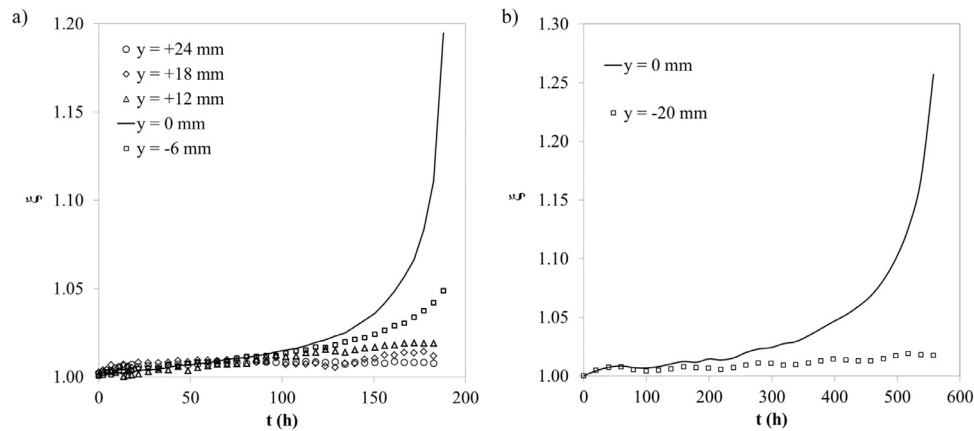 a)
1.20
1.15
1.10
1.05
1.00
ξ
y = +24 mm
y = +18 mm
y = +12 mm
y = 0 mm
y = -6 mm
0
50
100
150
200
t (h)
b)
1.30
1.25
1.20
1.15
1.10
1.05
1.00
ξ
y = 0 mm
y = -20 mm
0
100
200
300
400
500
600
t (h)